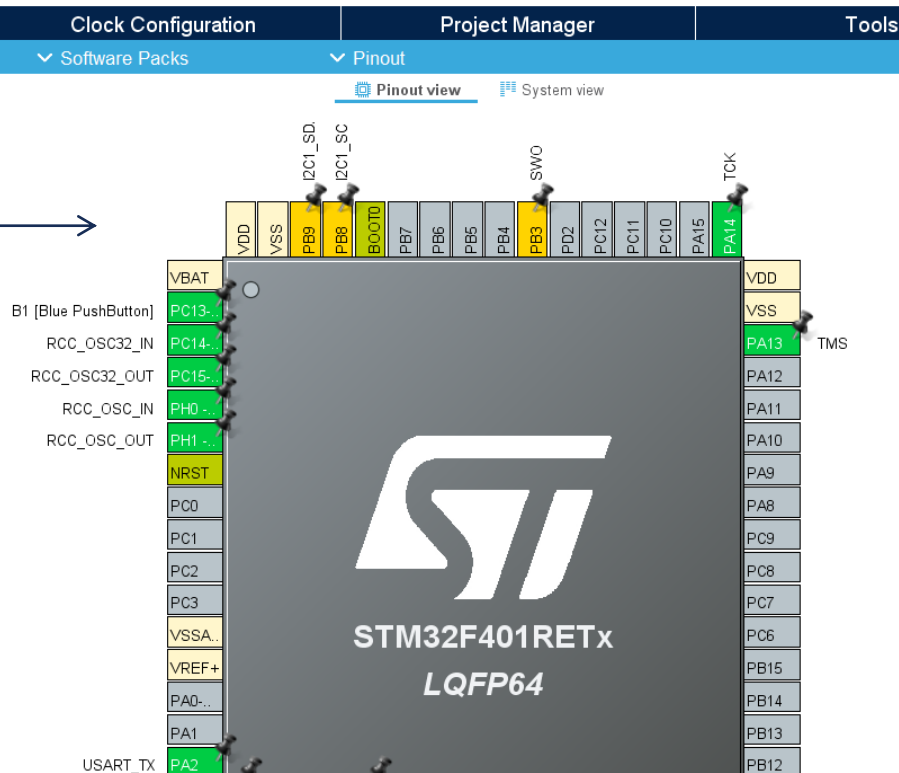 Clock Configuration
Project Manager
Tools
Software Packs
Pinout
Pinout view
System view
I2C1_SD.
I2C1_SC
SWO
TCK
VDD
VSS
PB9
PB8
BOOT0
PB7
PB6
PB5
PB4
PB3
PD2
PC12
PC11
PC10
PA15
PA14
VBAT
VDD
B1 [Blue PushButton]
PC13-..
VSS
RCC_OSC32_IN
PC14-..
PA13
TMS
RCC_OSC32_OUT
PC15-..
PA12
RCC_OSC_IN
PH0 -..
PA11
RCC_OSC_OUT
PH1 -..
PA10
NRST
PA9
PC0
PA8
PC1
PC9
PC2
PC8
PC3
PC7
VSSA..
STM32F401RETx
PC6
VREF+
PB15
LQFP64
PA0-..
PB14
PA1
PB13
USART_TX
PA2
PB12